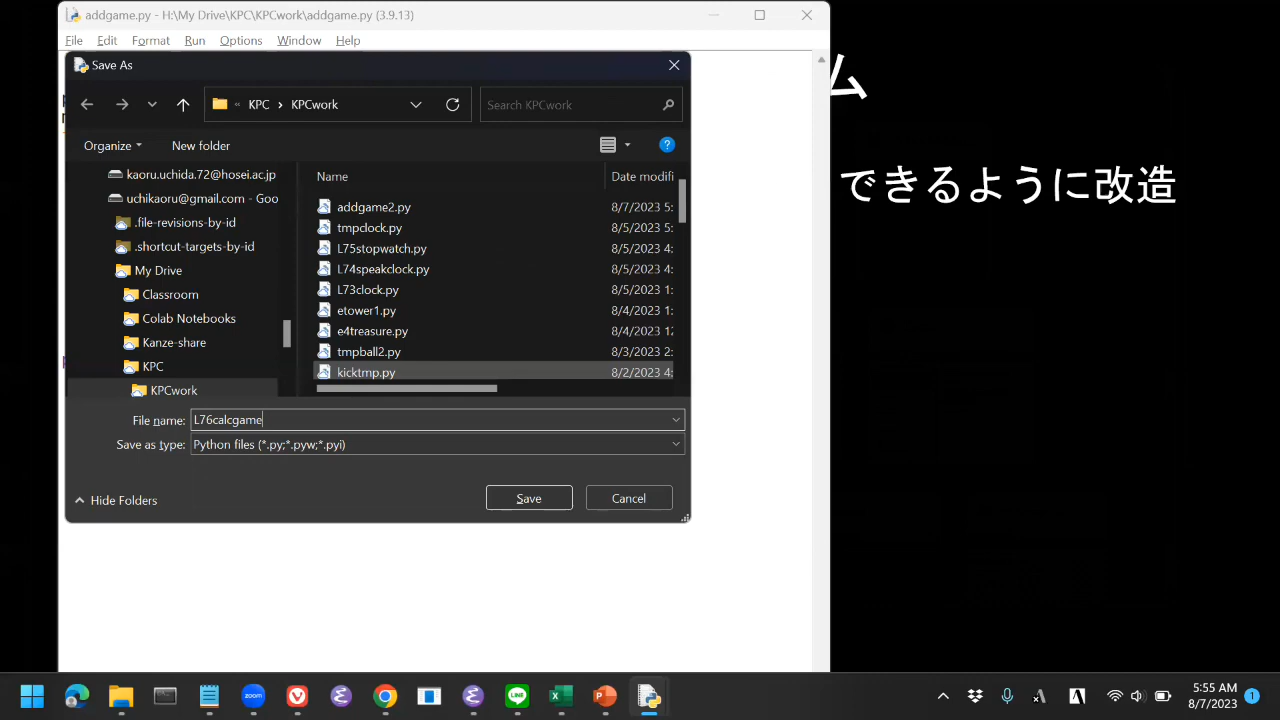 addgame.py - H:\My Drive\KPC\KPCwork\addgame.py (3.9.13)
File Edit Format Run Options Window Help
Save As
« KPC › KPCwork
Search KPCwork
Organize New folder
Name Date modifi
kaoru.uchida.72@hosei.ac.jp
uchikaoru@gmail.com - Goo
.file-revisions-by-id
.shortcut-targets-by-id
My Drive
Classroom
Colab Notebooks
Kanze-share
KPC
KPCwork
addgame2.py 8/7/2023 5:
tmpclock.py 8/5/2023 5:
L75stopwatch.py 8/5/2023 4:
L74speakclock.py 8/5/2023 4:
L73clock.py 8/5/2023 1:
etower1.py 8/4/2023 1:
e4treasure.py 8/4/2023 12
tmpball2.py 8/3/2023 2:
kicktmp.py 8/2/2023 4:
File name: L76calcgame
Save as type: Python files (*.py;*.pyw;*.pyi)
Hide Folders
Save Cancel
ム
できるように改造
zoom
LINE
A
5:55 AM
8/7/2023
1